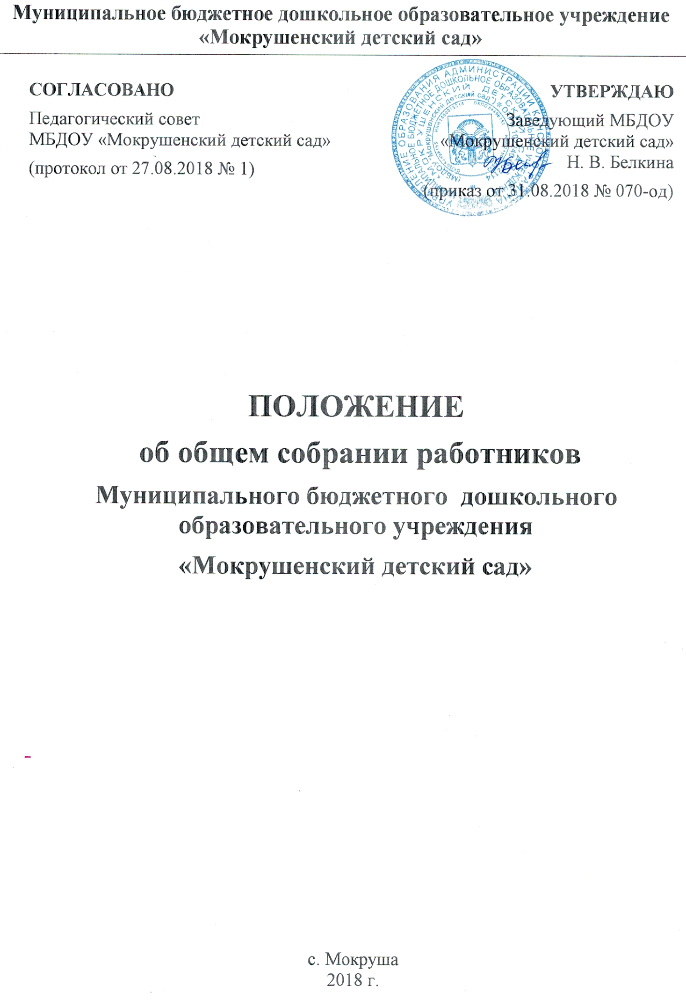 Муниципальное бюджетное дошкольное образовательное учреждение
«Мокрушенский детский сад»
СОГЛАСОВАНО
Педагогический совет
МБДОУ «Мокрушенский детский сад»
(протокол от 27.08.2018 № 1)
УТВЕРЖДАЮ
Заведующий МБДОУ
«Мокрушенский детский сад»
Н. В. Белкина
(приказ от 31.08.2018 № 070-од)
ПОЛОЖЕНИЕ
об общем собрании работников
Муниципального бюджетного дошкольного
образовательного учреждения
«Мокрушенский детский сад»
с. Мокруша
2018 г.